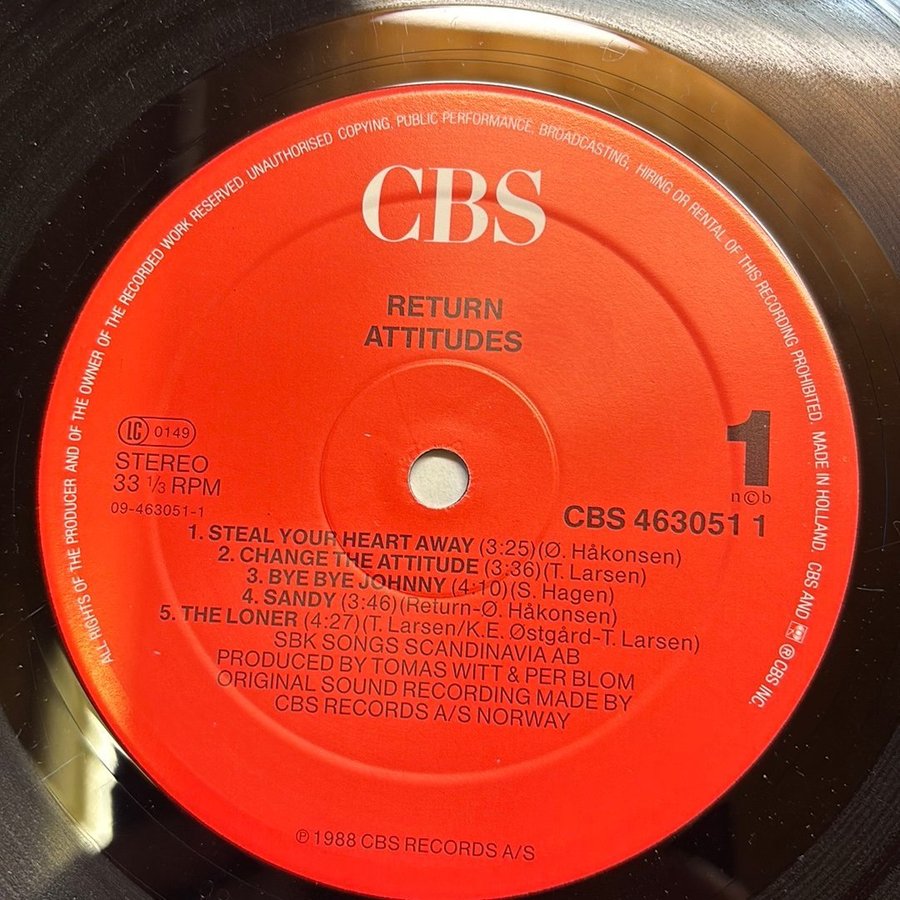 ALL RIGHTS OF THE PRODUCER AND OF THE OWNER OF THE RECORDED WORK RESERVED. UNAUTHORISED COPYING, PUBLIC PERFORMANCE, BROADCASTING, HIRING OR RENTAL OF THIS RECORDING PROHIBITED. MADE IN HOLLAND. CBS AND ® CBS INC.
CBS
RETURN
ATTITUDES
LC 0149
STEREO
33 1/3 RPM
09-463051-1
1
n©b
CBS 463051 1
1. STEAL YOUR HEART AWAY (3:25)(Ø. Håkonsen)
2. CHANGE THE ATTITUDE (3:36)(T. Larsen)
3. BYE BYE JOHNNY (4:10)(S. Hagen)
4. SANDY (3:46)(Return-Ø. Håkonsen)
5. THE LONER (4:27)(T. Larsen/K.E. Østgård-T. Larsen)
SBK SONGS SCANDINAVIA AB
PRODUCED BY TOMAS WITT & PER BLOM
ORIGINAL SOUND RECORDING MADE BY
CBS RECORDS A/S NORWAY
℗ 1988 CBS RECORDS A/S